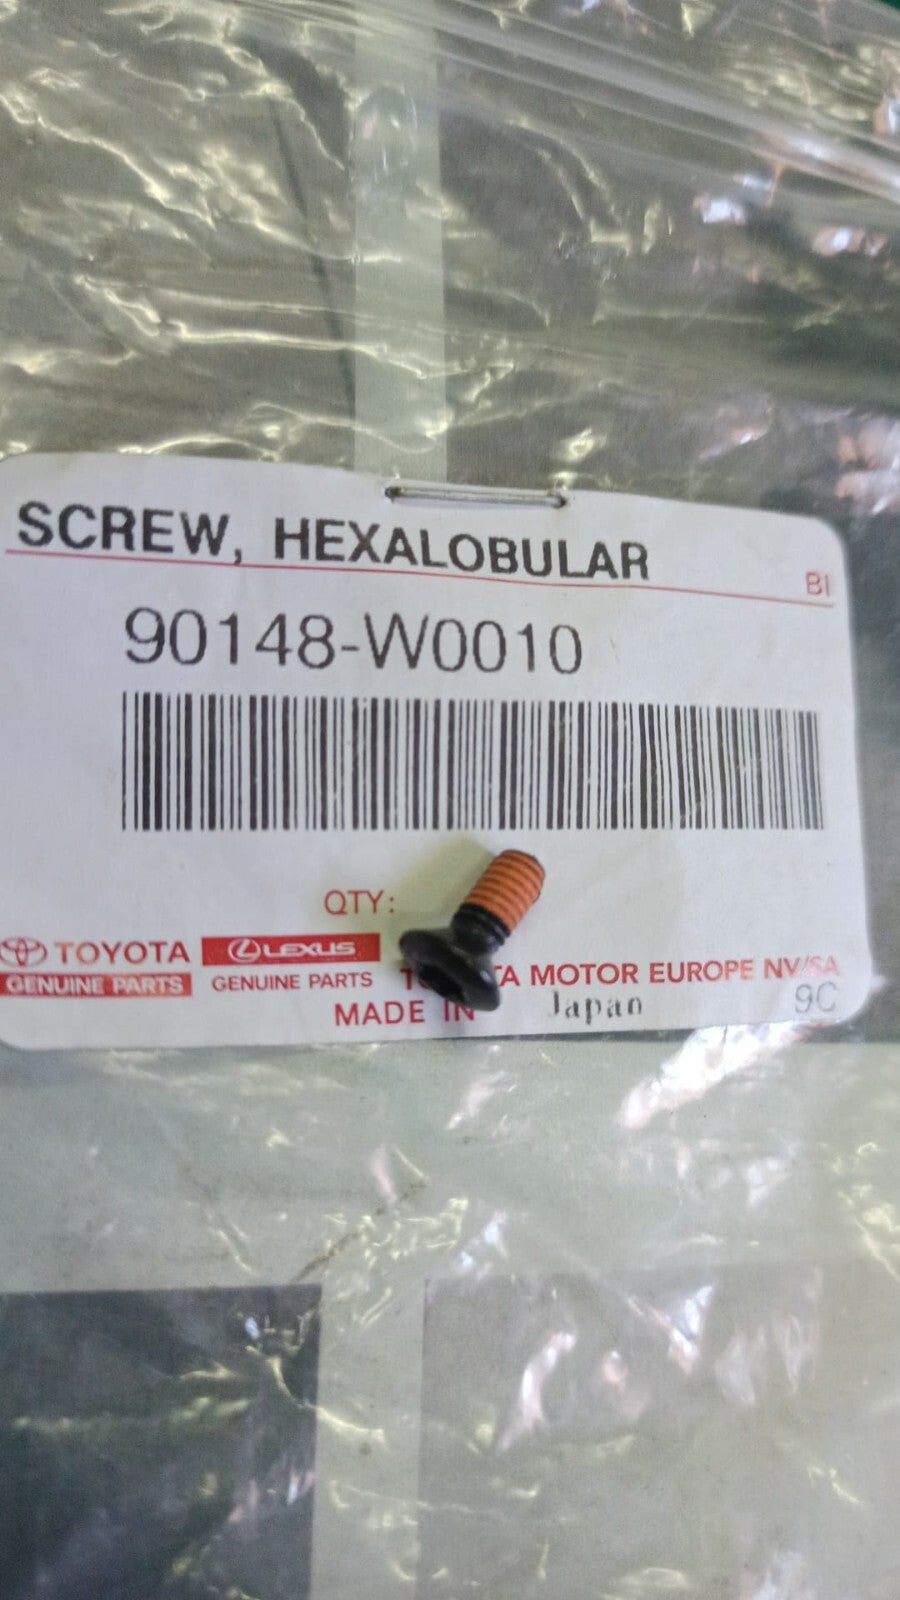 SCREW, HEXALOBULAR
BI
90148-W0010
QTY:
TOYOTA
GENUINE PARTS
LEXUS
GENUINE PARTS
TA MOTOR EUROPE NV/SA
MADE IN Japan
9C